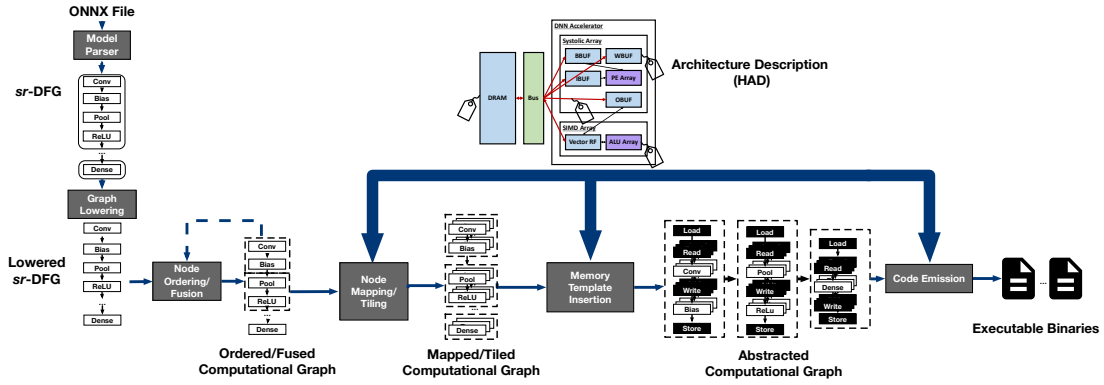 ONNX File
Model
Parser
sr-DFG
Conv
Bias
Pool
ReLU
...
Dense
Graph
Lowering
Lowered
sr-DFG
Conv
Bias
Pool
ReLU
...
Dense
Node
Ordering/
Fusion
Conv
Bias
Pool
ReLU
...
Dense
Ordered/Fused
Computational Graph
Node
Mapping/
Tiling
Conv
Bias
Pool
ReLU
...
Dense
Mapped/Tiled
Computational Graph
DNN Accelerator
Systolic Array
BBUF
WBUF
IBUF
PE Array
OBUF
DRAM
Bus
SIMD Array
Vector RF
ALU Array
Architecture Description
(HAD)
Memory
Template
Insertion
Load
Read
Conv
Write
Bias
Store
Load
Read
Pool
Write
ReLu
Store
Load
Read
Dense
Write
Store
Abstracted
Computational Graph
Code Emission
...
Executable Binaries